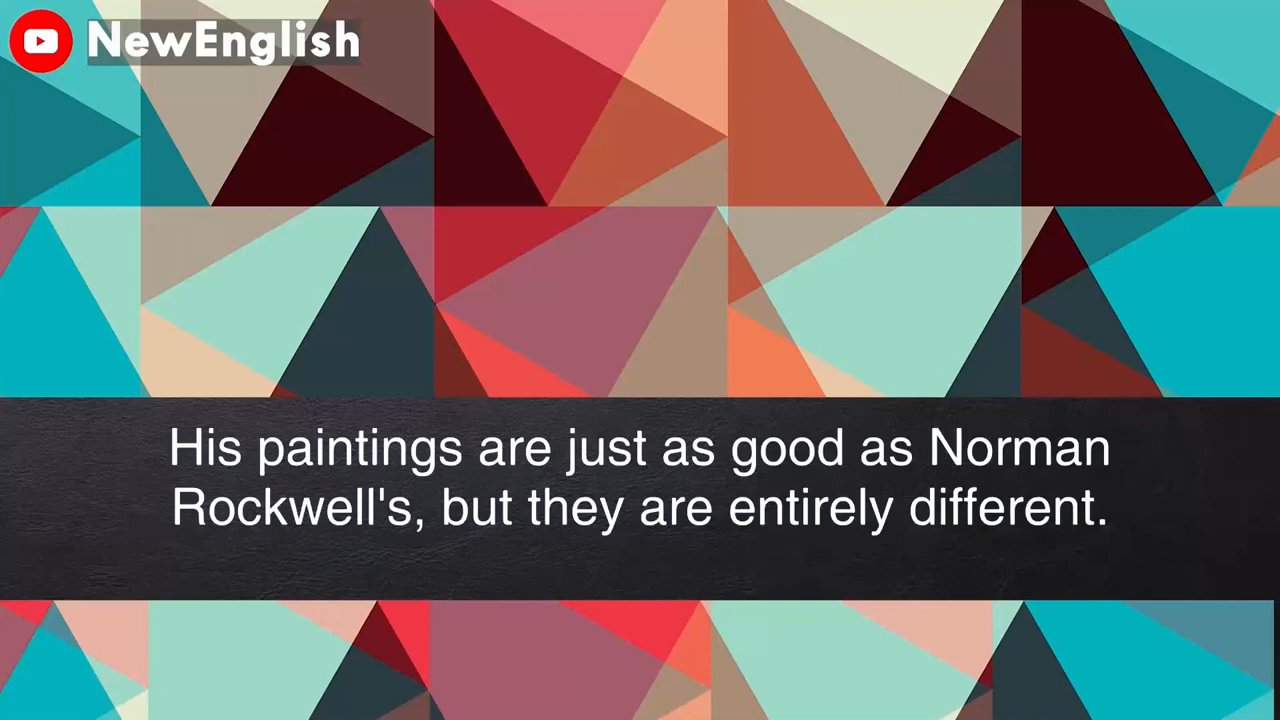 NewEnglish
His paintings are just as good as Norman
Rockwell's, but they are entirely different.